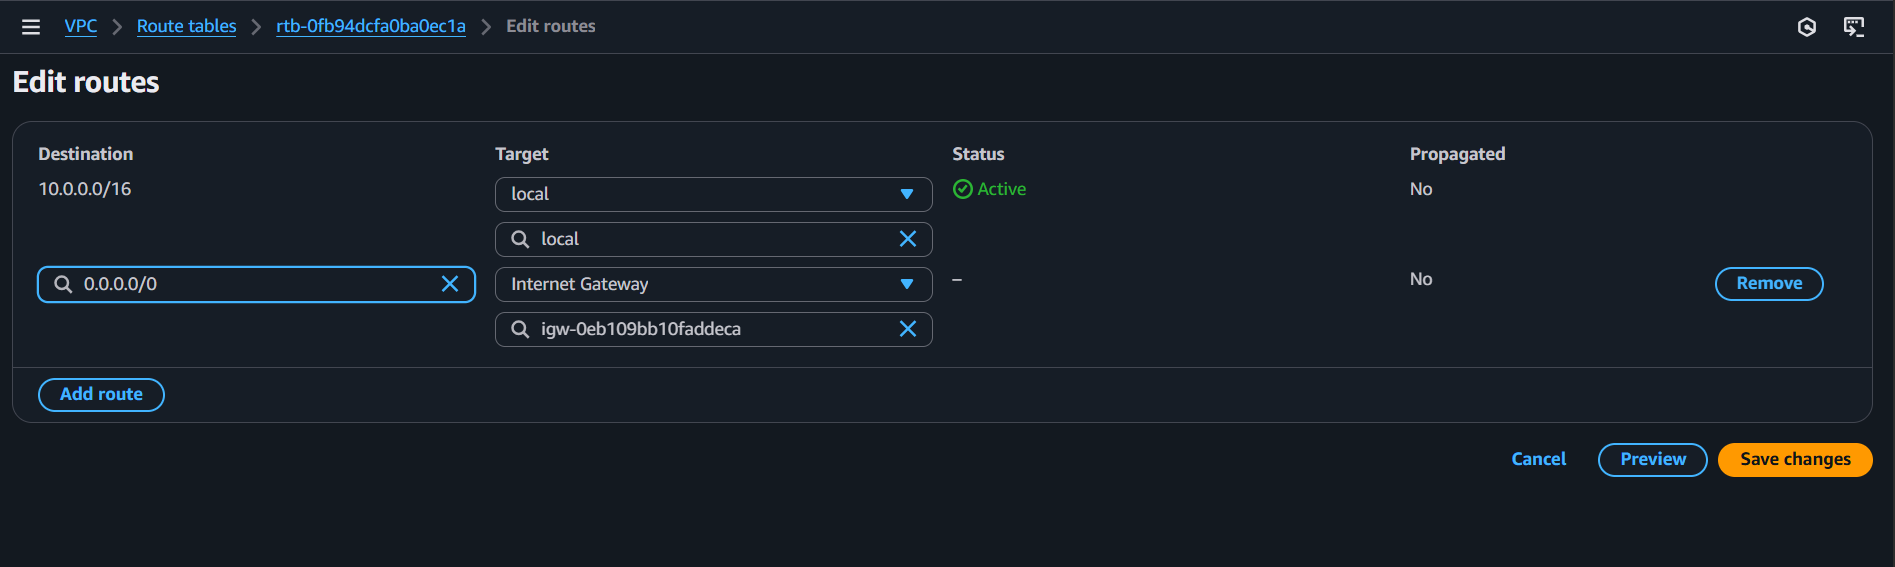 VPC > Route tables > rtb-0fb94dcfa0ba0ec1a > Edit routes
Edit routes
Destination Target Status Propagated
10.0.0.0/16 local Active No
local
0.0.0.0/0 Internet Gateway – No Remove
igw-0eb109bb10faddeca
Add route
Cancel Preview Save changes